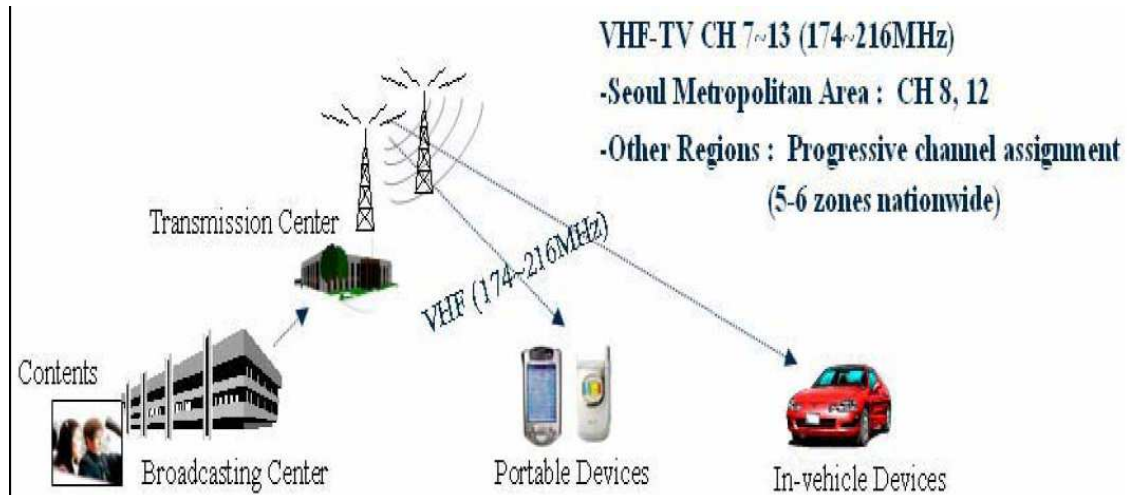 VHF-TV CH 7~13 (174~216MHz)
-Seoul Metropolitan Area : CH 8, 12
-Other Regions : Progressive channel assignment
(5-6 zones nationwide)
Transmission Center
VHF (174~216MHz)
Contents
Broadcasting Center
Portable Devices
In-vehicle Devices